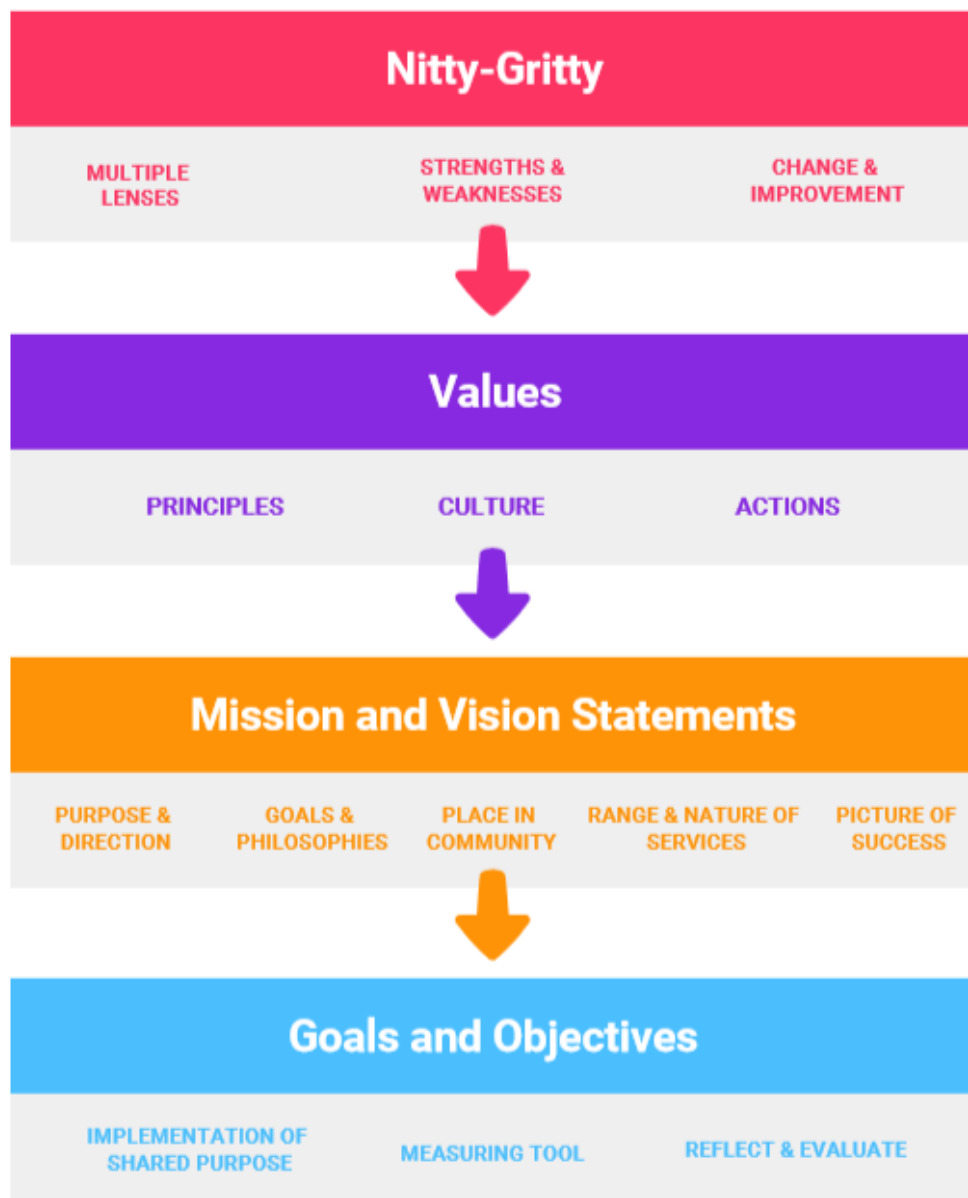 Nitty-Gritty
MULTIPLE
LENSES
STRENGTHS &
WEAKNESSES
CHANGE &
IMPROVEMENT
Values
PRINCIPLES
CULTURE
ACTIONS
Mission and Vision Statements
PURPOSE &
DIRECTION
GOALS &
PHILOSOPHIES
PLACE IN
COMMUNITY
RANGE & NATURE OF
SERVICES
PICTURE OF
SUCCESS
Goals and Objectives
IMPLEMENTATION OF
SHARED PURPOSE
MEASURING TOOL
REFLECT & EVALUATE